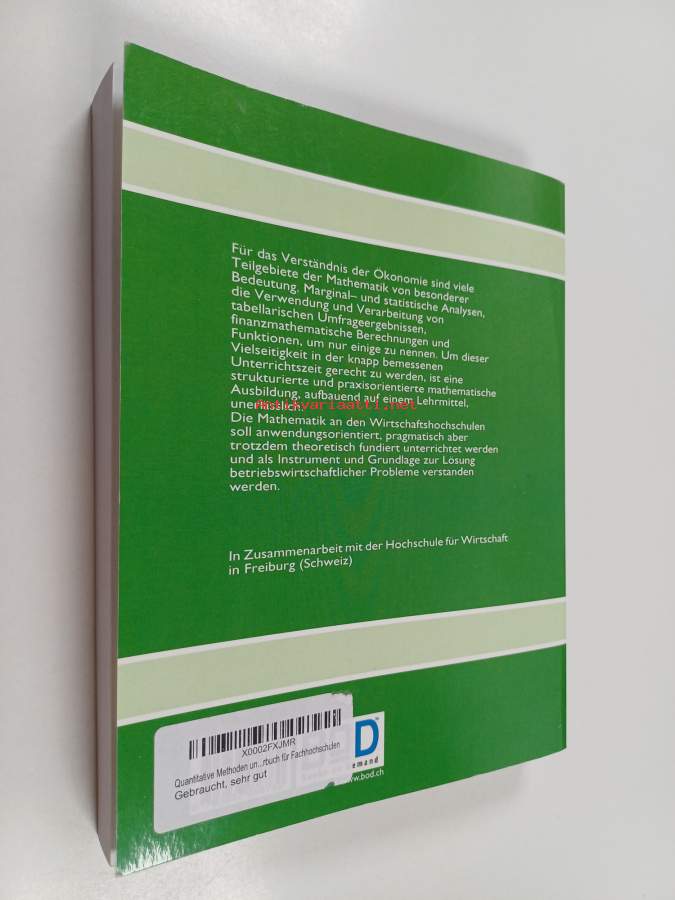 Für das Verständnis der Ökonomie sind viele
Teilgebiete der Mathematik von besonderer
Bedeutung, Marginal– und statistische Analysen,
die Verwendung und Verarbeitung von
tabellarischen Umfrageergebnissen,
finanzmathematische Berechnungen und
Funktionen, um nur einige zu nennen. Um dieser
Vielseitigkeit in der knapp bemessenen
Unterrichtszeit gerecht zu werden, ist eine
strukturierte und praxisorientierte mathematische
Ausbildung, aufbauend auf einem Lehrmittel,
unerlässlich.
antikvariaatti.net
Die Mathematik an den Wirtschaftshochschulen
soll anwendungsorientiert, pragmatisch aber
trotzdem theoretisch fundiert unterrichtet werden
und als Instrument und Grundlage zur Lösung
betriebswirtschaftlicher Probleme verstanden
werden.
In Zusammenarbeit mit der Hochschule für Wirtschaft
in Freiburg (Schweiz)
X0002FXJMR
Quantitative Methoden un...rbuch für Fachhochschulen
Gebraucht, sehr gut
D
emand
www.bod.ch